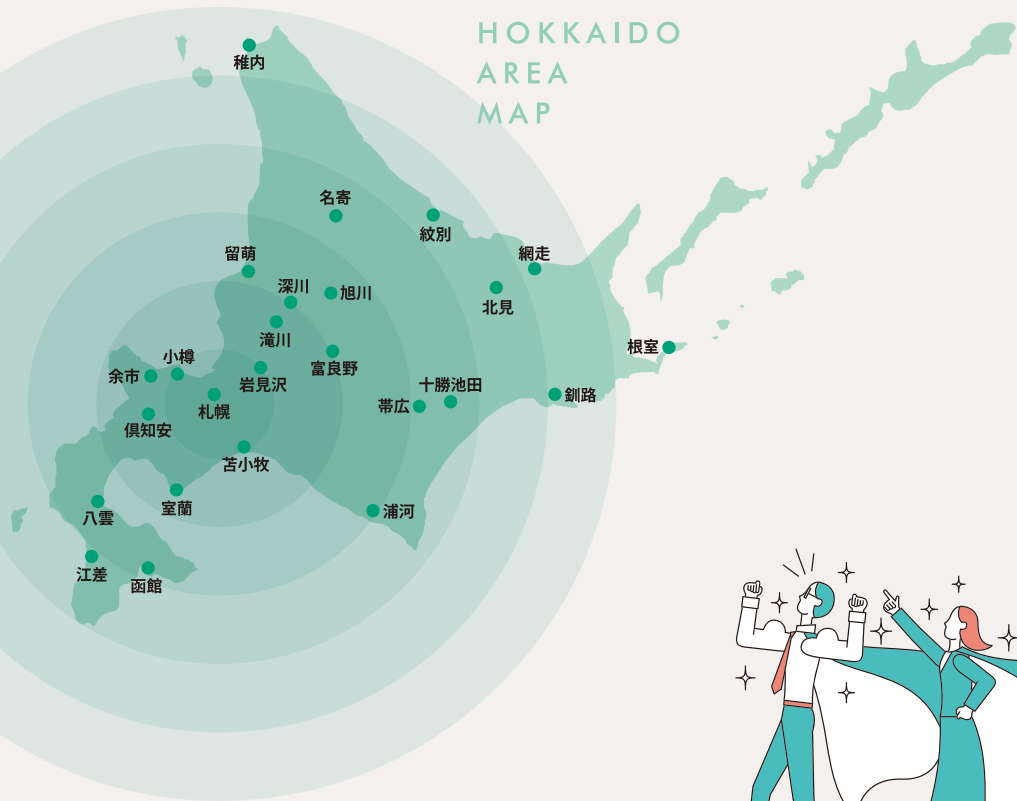 HOKKAIDO
AREA
MAP
稚内
名寄
紋別
留萌
網走
深川
旭川
北見
滝川
根室
小樽
富良野
余市
岩見沢
十勝池田
札幌
帯広
釧路
倶知安
苫小牧
室蘭
浦河
八雲
江差
函館